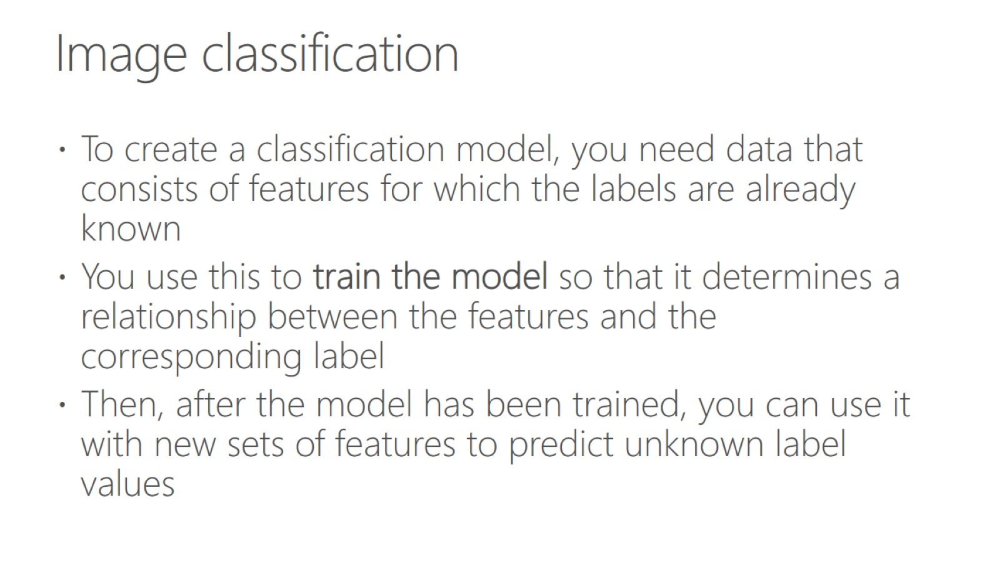 Image classification
• To create a classification model, you need data that
consists of features for which the labels are already
known
• You use this to train the model so that it determines a
relationship between the features and the
corresponding label
• Then, after the model has been trained, you can use it
with new sets of features to predict unknown label
values